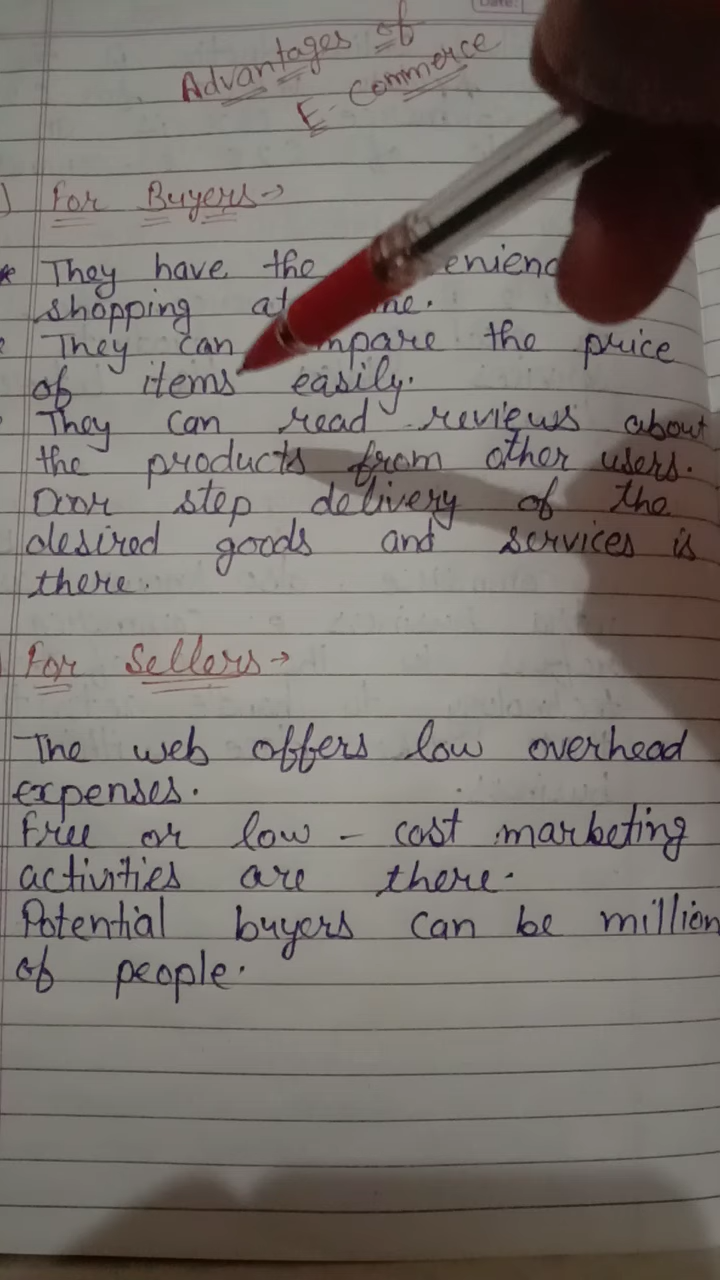 Advantages of
E-Commerce
For Buyers→
They have the
shopping at
They can the price
of items easily.
They can read reviews about
the products from other users.
Door step delivery of the
desired goods and services is
there.
For Sellers→
The web offers low overhead
expenses.
Free or low - cost marketing
activities are there.
Potential buyers can be million
of people.